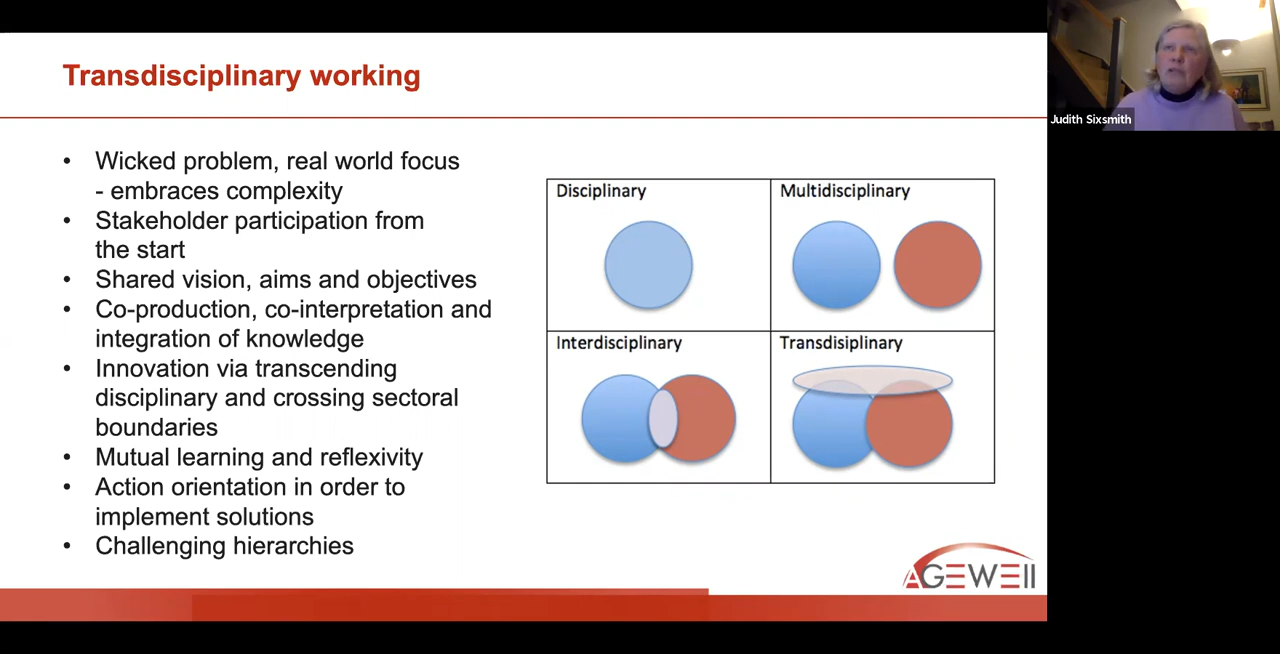 Transdisciplinary working
• Wicked problem, real world focus
- embraces complexity
• Stakeholder participation from
the start
• Shared vision, aims and objectives
• Co-production, co-interpretation and
integration of knowledge
• Innovation via transcending
disciplinary and crossing sectoral
boundaries
• Mutual learning and reflexivity
• Action orientation in order to
implement solutions
• Challenging hierarchies
Disciplinary
Multidisciplinary
Interdisciplinary
Transdisiplinary
AGEWELL
Judith Sixsmith